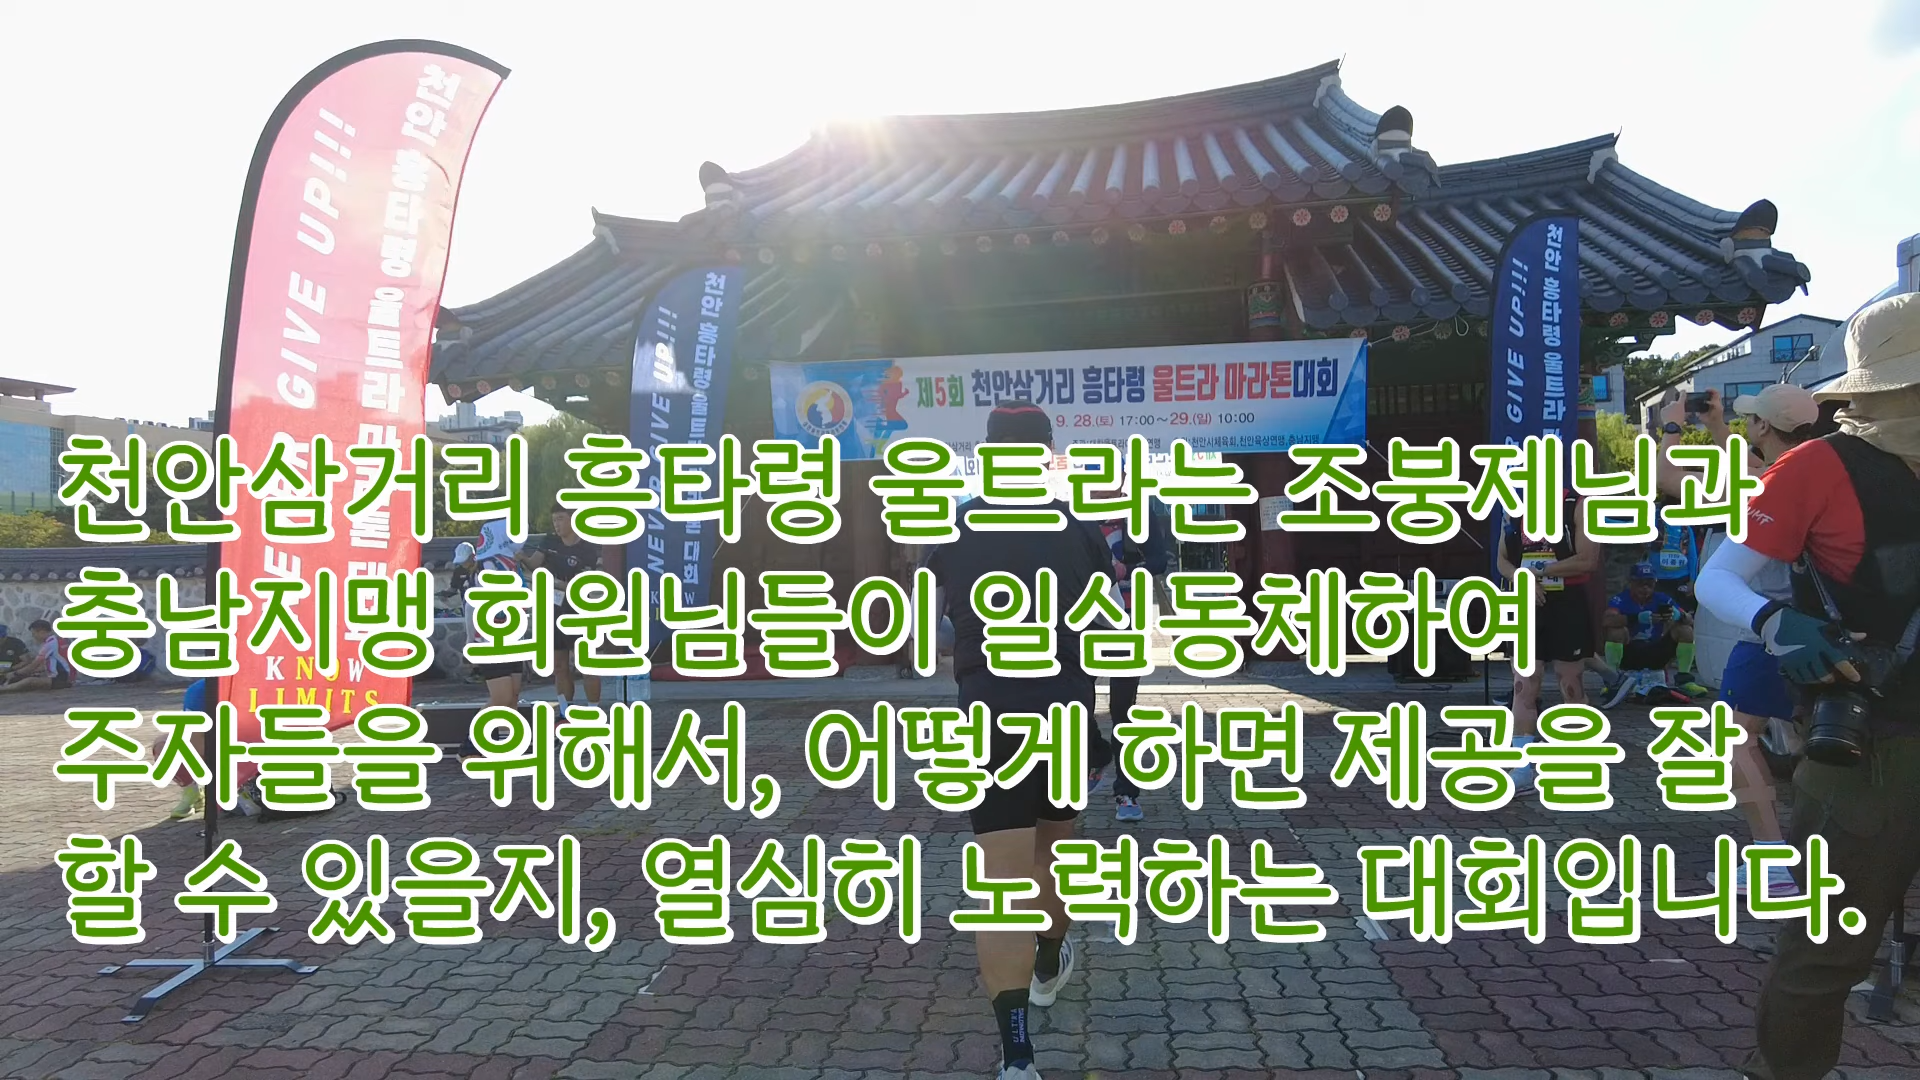 천안 흥타령 울트라 마
GIVE UP!!!
천안 흥타령 울트라
GIVE UP!!!
천안 흥타령 울트라
GIVE UP!!!
제5회 천안삼거리 흥타령 울트라 마라톤대회
9. 28.(토) 17:00~29.(일) 10:00
천안삼거리 흥타령 울트라는 조붕제님과
충남지맹 회원님들이 일심동체하여
KNOW
LIMITS
주자들을 위해서, 어떻게 하면 제공을 잘
할 수 있을지, 열심히 노력하는 대회입니다.